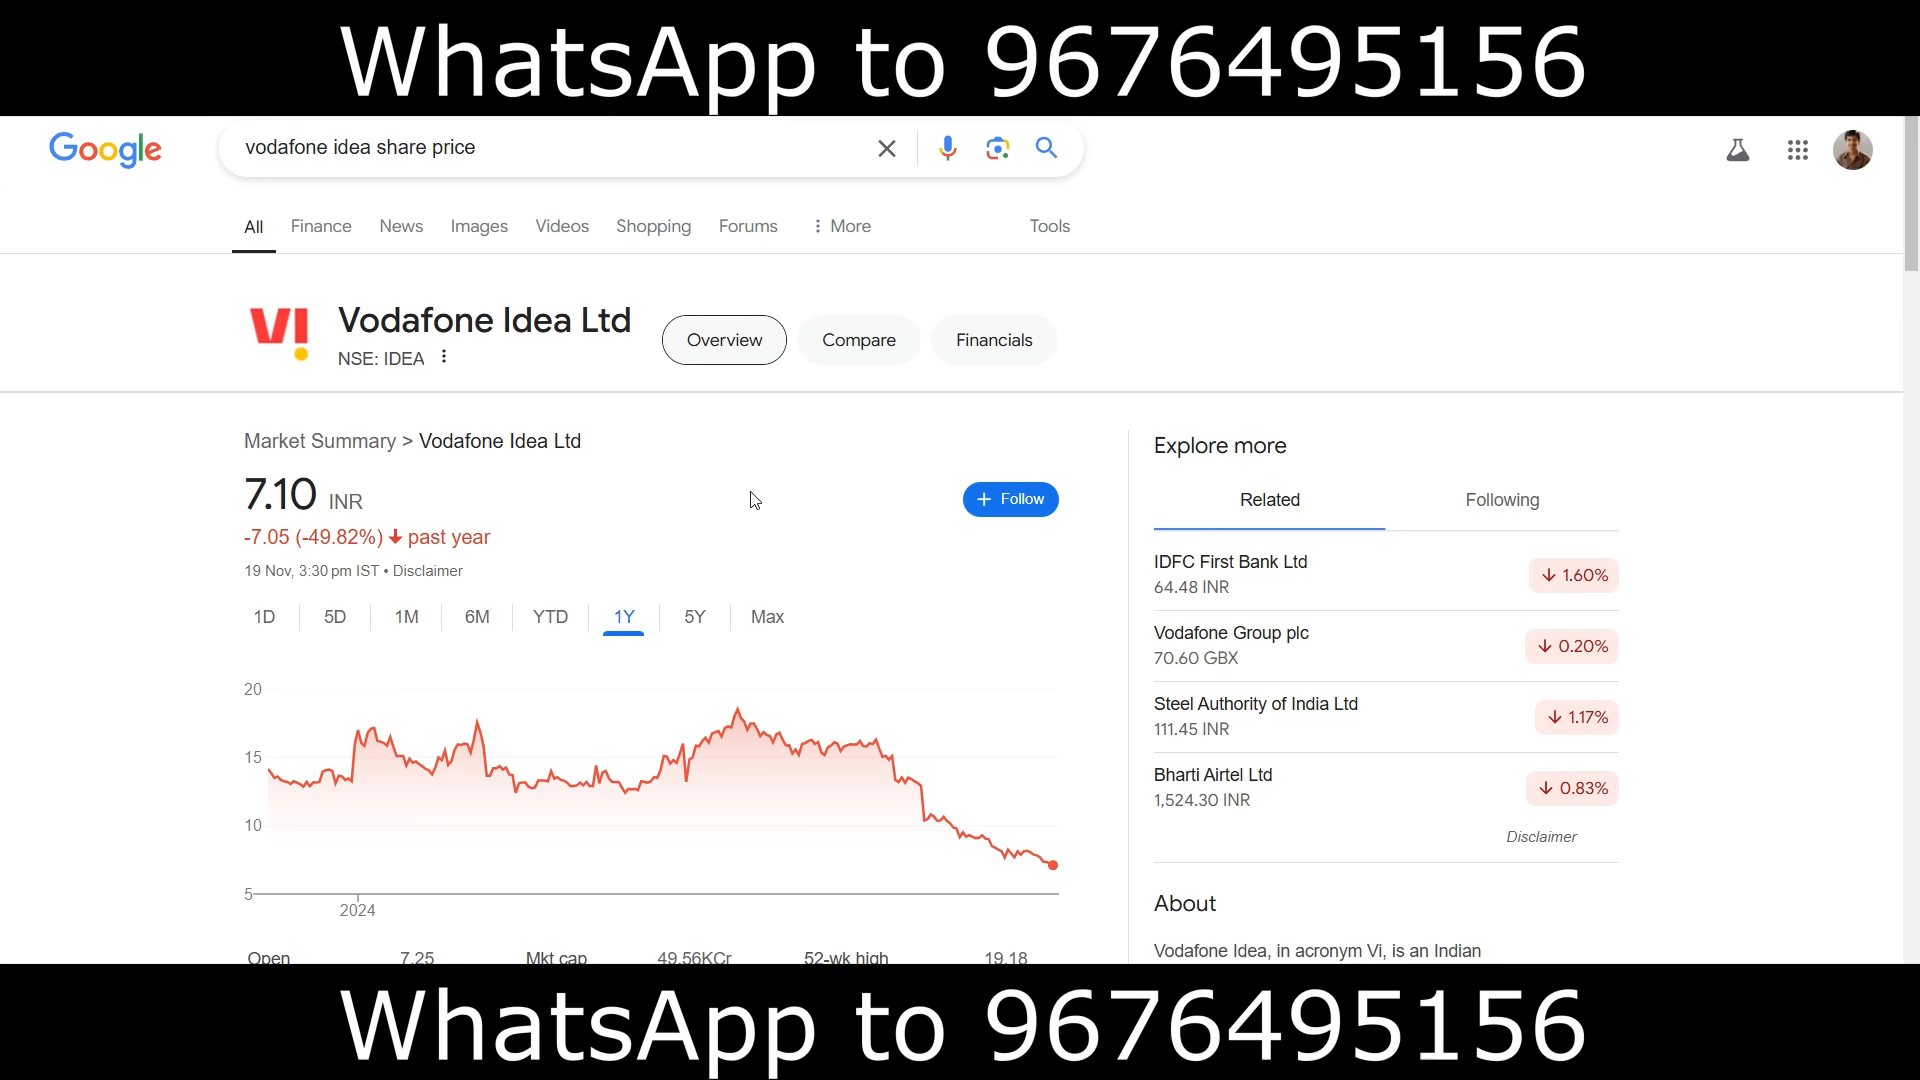 WhatsApp to 9676495156
Google
vodafone idea share price
All Finance News Images Videos Shopping Forums More Tools
VI
Vodafone Idea Ltd
NSE: IDEA
Overview Compare Financials
Market Summary > Vodafone Idea Ltd
7.10 INR
+ Follow
-7.05 (-49.82%) ↓ past year
19 Nov, 3:30 pm IST • Disclaimer
1D 5D 1M 6M YTD 1Y 5Y Max
20
15
10
5
2024
Open 7.25 Mkt cap 49.56KCr 52-wk high 19.18
Explore more
Related Following
IDFC First Bank Ltd
64.48 INR
↓ 1.60%
Vodafone Group plc
70.60 GBX
↓ 0.20%
Steel Authority of India Ltd
111.45 INR
↓ 1.17%
Bharti Airtel Ltd
1,524.30 INR
↓ 0.83%
Disclaimer
About
Vodafone Idea, in acronym Vi, is an Indian
WhatsApp to 9676495156